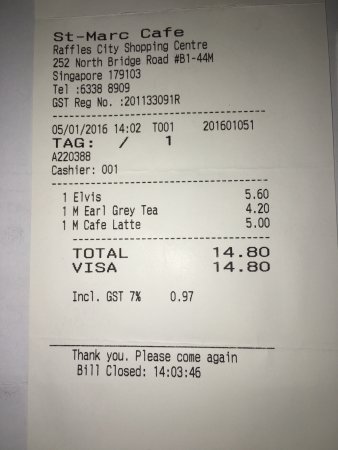 St-Marc Cafe
Raffles City Shopping Centre
252 North Bridge Road #B1-44M
Singapore 179103
Tel :6338 8909
GST Reg No. :201133091R
05/01/2016 14:02 T001 201601051
TAG: / 1
A220388
Cashier: 001
1 Elvis 5.60
1 M Earl Grey Tea 4.20
1 M Cafe Latte 5.00
TOTAL 14.80
VISA 14.80
Incl. GST 7% 0.97
Thank you. Please come again
Bill Closed: 14:03:46